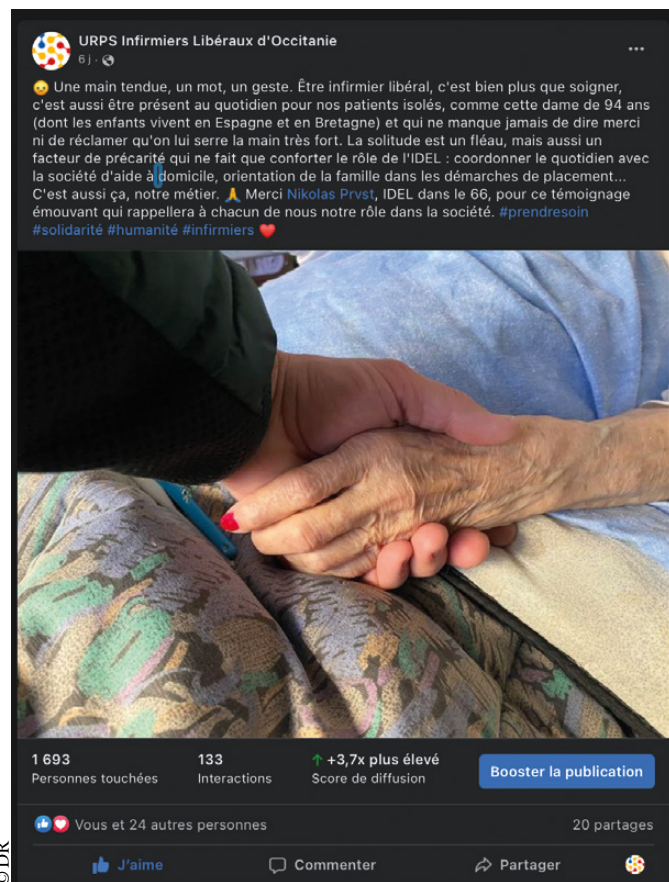 URPS Infirmiers Libéraux d'Occitanie
6 j ·
Une main tendue, un mot, un geste. Être infirmier libéral, c'est bien plus que soigner,
c'est aussi être présent au quotidien pour nos patients isolés, comme cette dame de 94 ans
(dont les enfants vivent en Espagne et en Bretagne) et qui ne manque jamais de dire merci
ni de réclamer qu'on lui serre la main très fort. La solitude est un fléau, mais aussi un
facteur de précarité qui ne fait que conforter le rôle de l'IDEL : coordonner le quotidien avec
la société d'aide à domicile, orientation de la famille dans les démarches de placement...
C'est aussi ça, notre métier. 🙏 Merci Nikolas Prvst, IDEL dans le 66, pour ce témoignage
émouvant qui rappellera à chacun de nous notre rôle dans la société. #prendresoin
#solidarité #humanité #infirmiers ❤️
1 693
Personnes touchées
133
Interactions
+3,7x plus élevé
Score de diffusion
Booster la publication
Vous et 24 autres personnes
20 partages
J'aime
Commenter
Partager
©DR